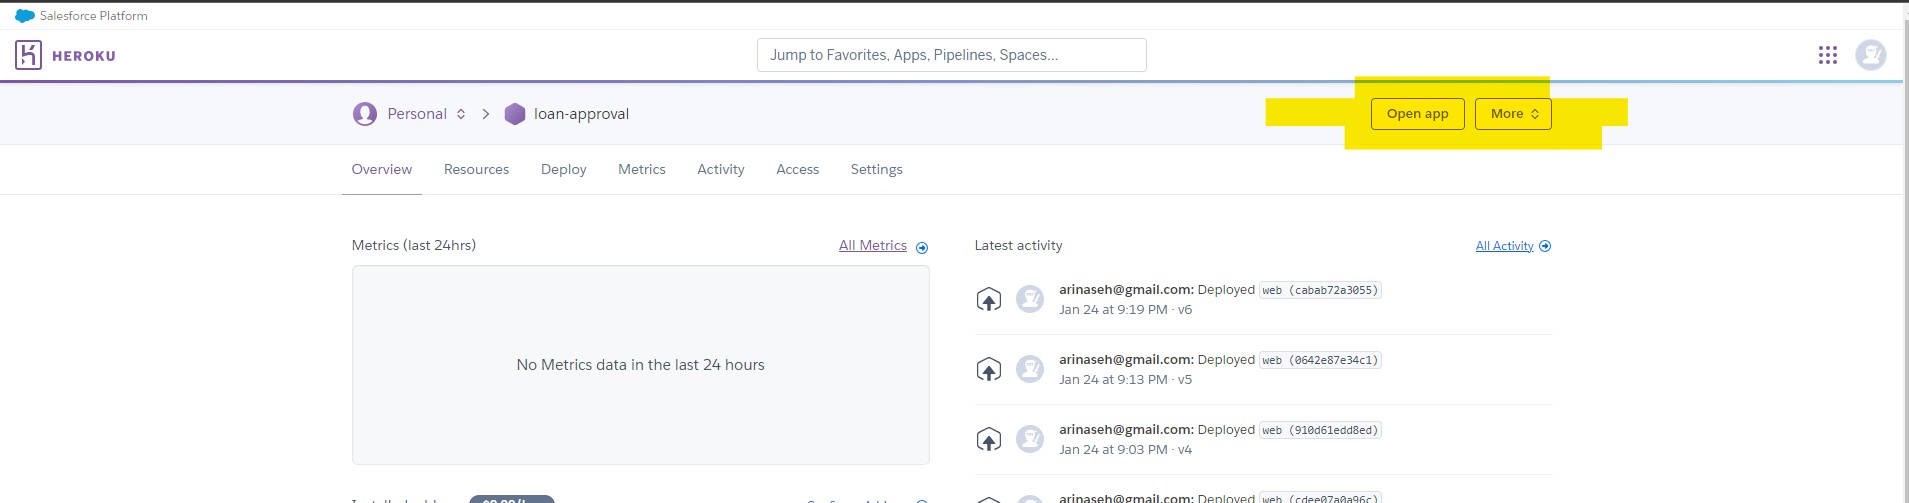 Salesforce Platform
HEROKU
Jump to Favorites, Apps, Pipelines, Spaces...
Personal
loan-approval
Open app
More
Overview Resources Deploy Metrics Activity Access Settings
Metrics (last 24hrs)
All Metrics
No Metrics data in the last 24 hours
Latest activity
All Activity
arinaseh@gmail.com: Deployed web (cabab72a3055)
Jan 24 at 9:19 PM · v6
arinaseh@gmail.com: Deployed web (0642e87e34c1)
Jan 24 at 9:13 PM · v5
arinaseh@gmail.com: Deployed web (910d61edd8ed)
Jan 24 at 9:03 PM · v4
arinaseh@gmail.com: Deployed web (cdee07a0a96c)